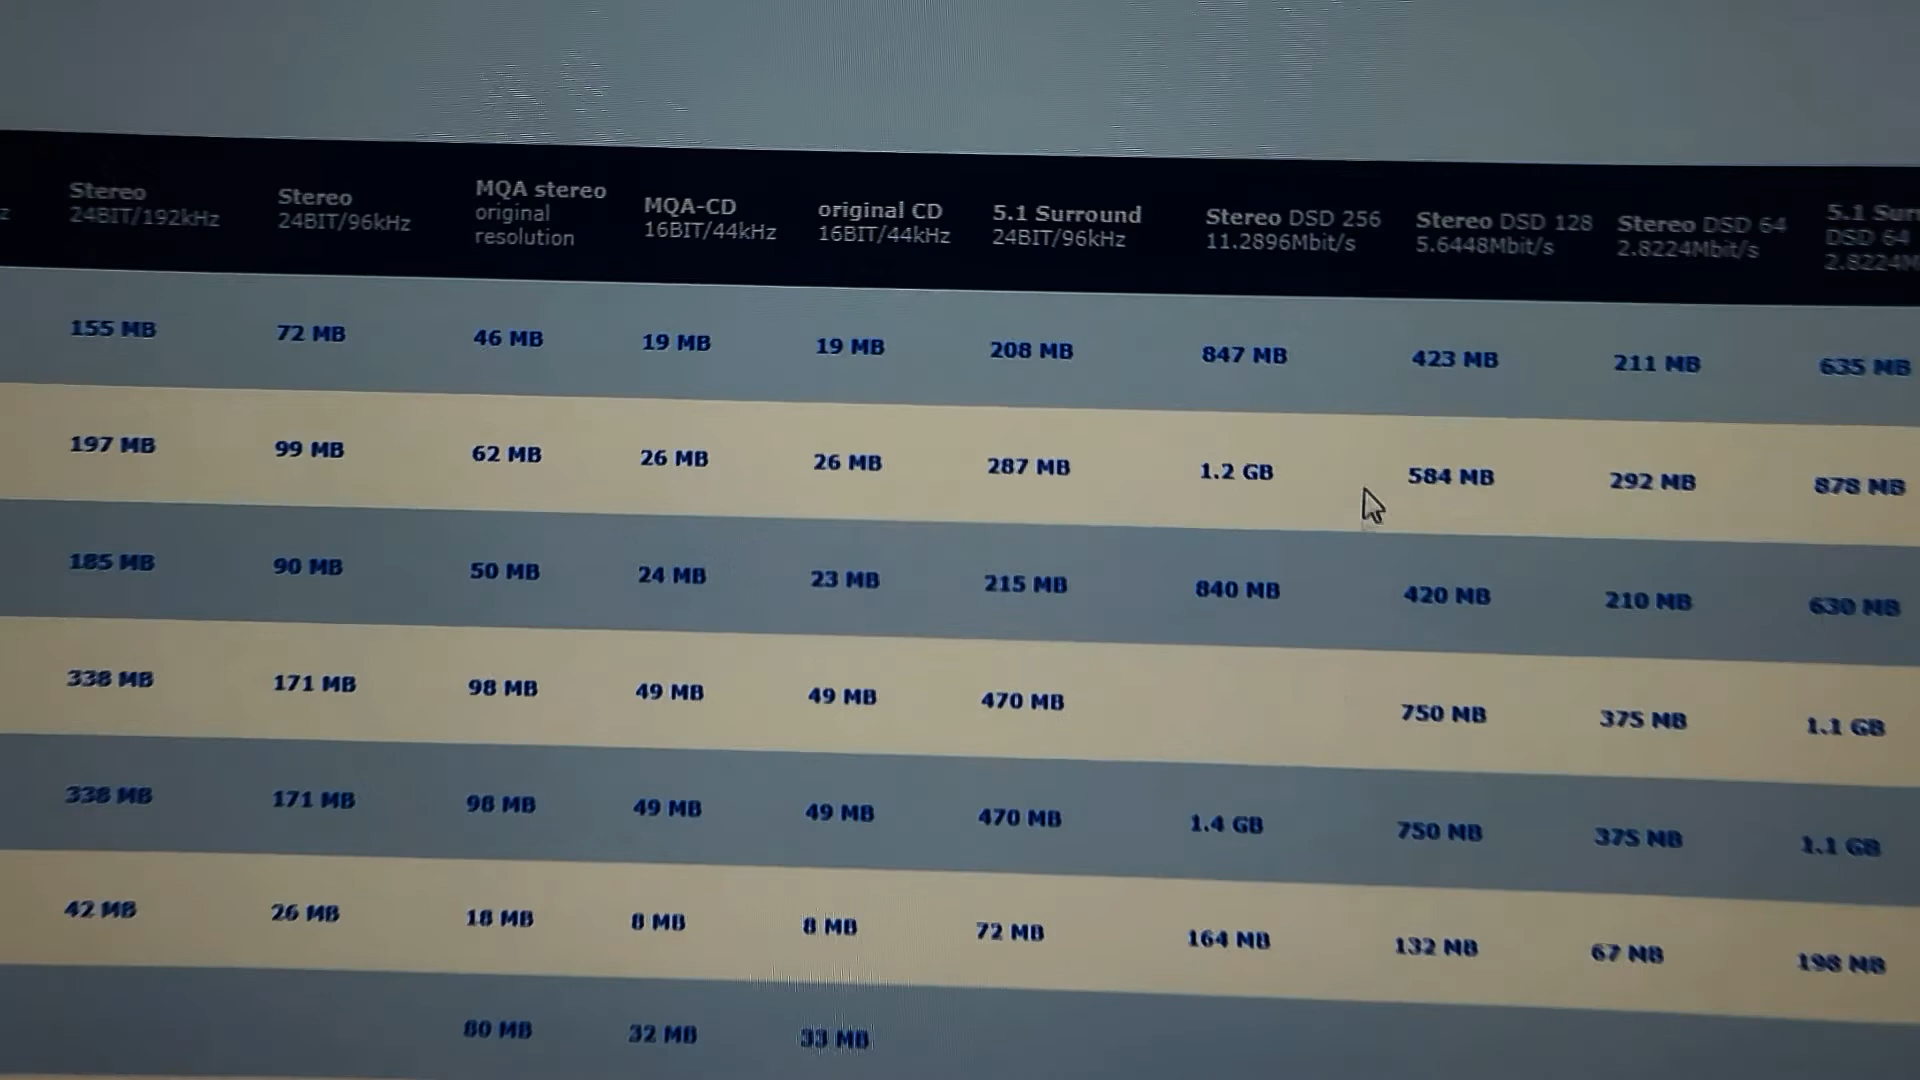 Stereo 24BIT/192kHz
Stereo 24BIT/96kHz
MQA stereo original resolution
MQA-CD 16BIT/44kHz
original CD 16BIT/44kHz
5.1 Surround 24BIT/96kHz
Stereo DSD 256 11.2896Mbit/s
Stereo DSD 128 5.6448Mbit/s
Stereo DSD 64 2.8224Mbit/s
5.1 Surr DSD 64 2.8224M
155 MB 72 MB 46 MB 19 MB 19 MB 208 MB 847 MB 423 MB 211 MB 635 MB
197 MB 99 MB 62 MB 26 MB 26 MB 287 MB 1.2 GB 584 MB 292 MB 878 MB
185 MB 90 MB 50 MB 24 MB 23 MB 215 MB 840 MB 420 MB 210 MB 630 MB
338 MB 171 MB 98 MB 49 MB 49 MB 470 MB 750 MB 375 MB 1.1 GB
338 MB 171 MB 98 MB 49 MB 49 MB 470 MB 1.4 GB 750 MB 375 MB 1.1 GB
42 MB 26 MB 18 MB 8 MB 8 MB 72 MB 164 MB 132 MB 67 MB 198 MB
80 MB 32 MB 33 MB